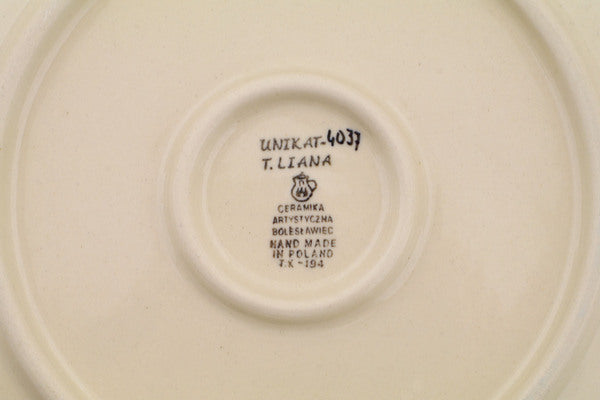 UNIKAT-4037
T. LIANA
CERAMIKA
ARTYSTYCZNA
BOLESŁAWIEC
HAND MADE
IN POLAND
T.K-194